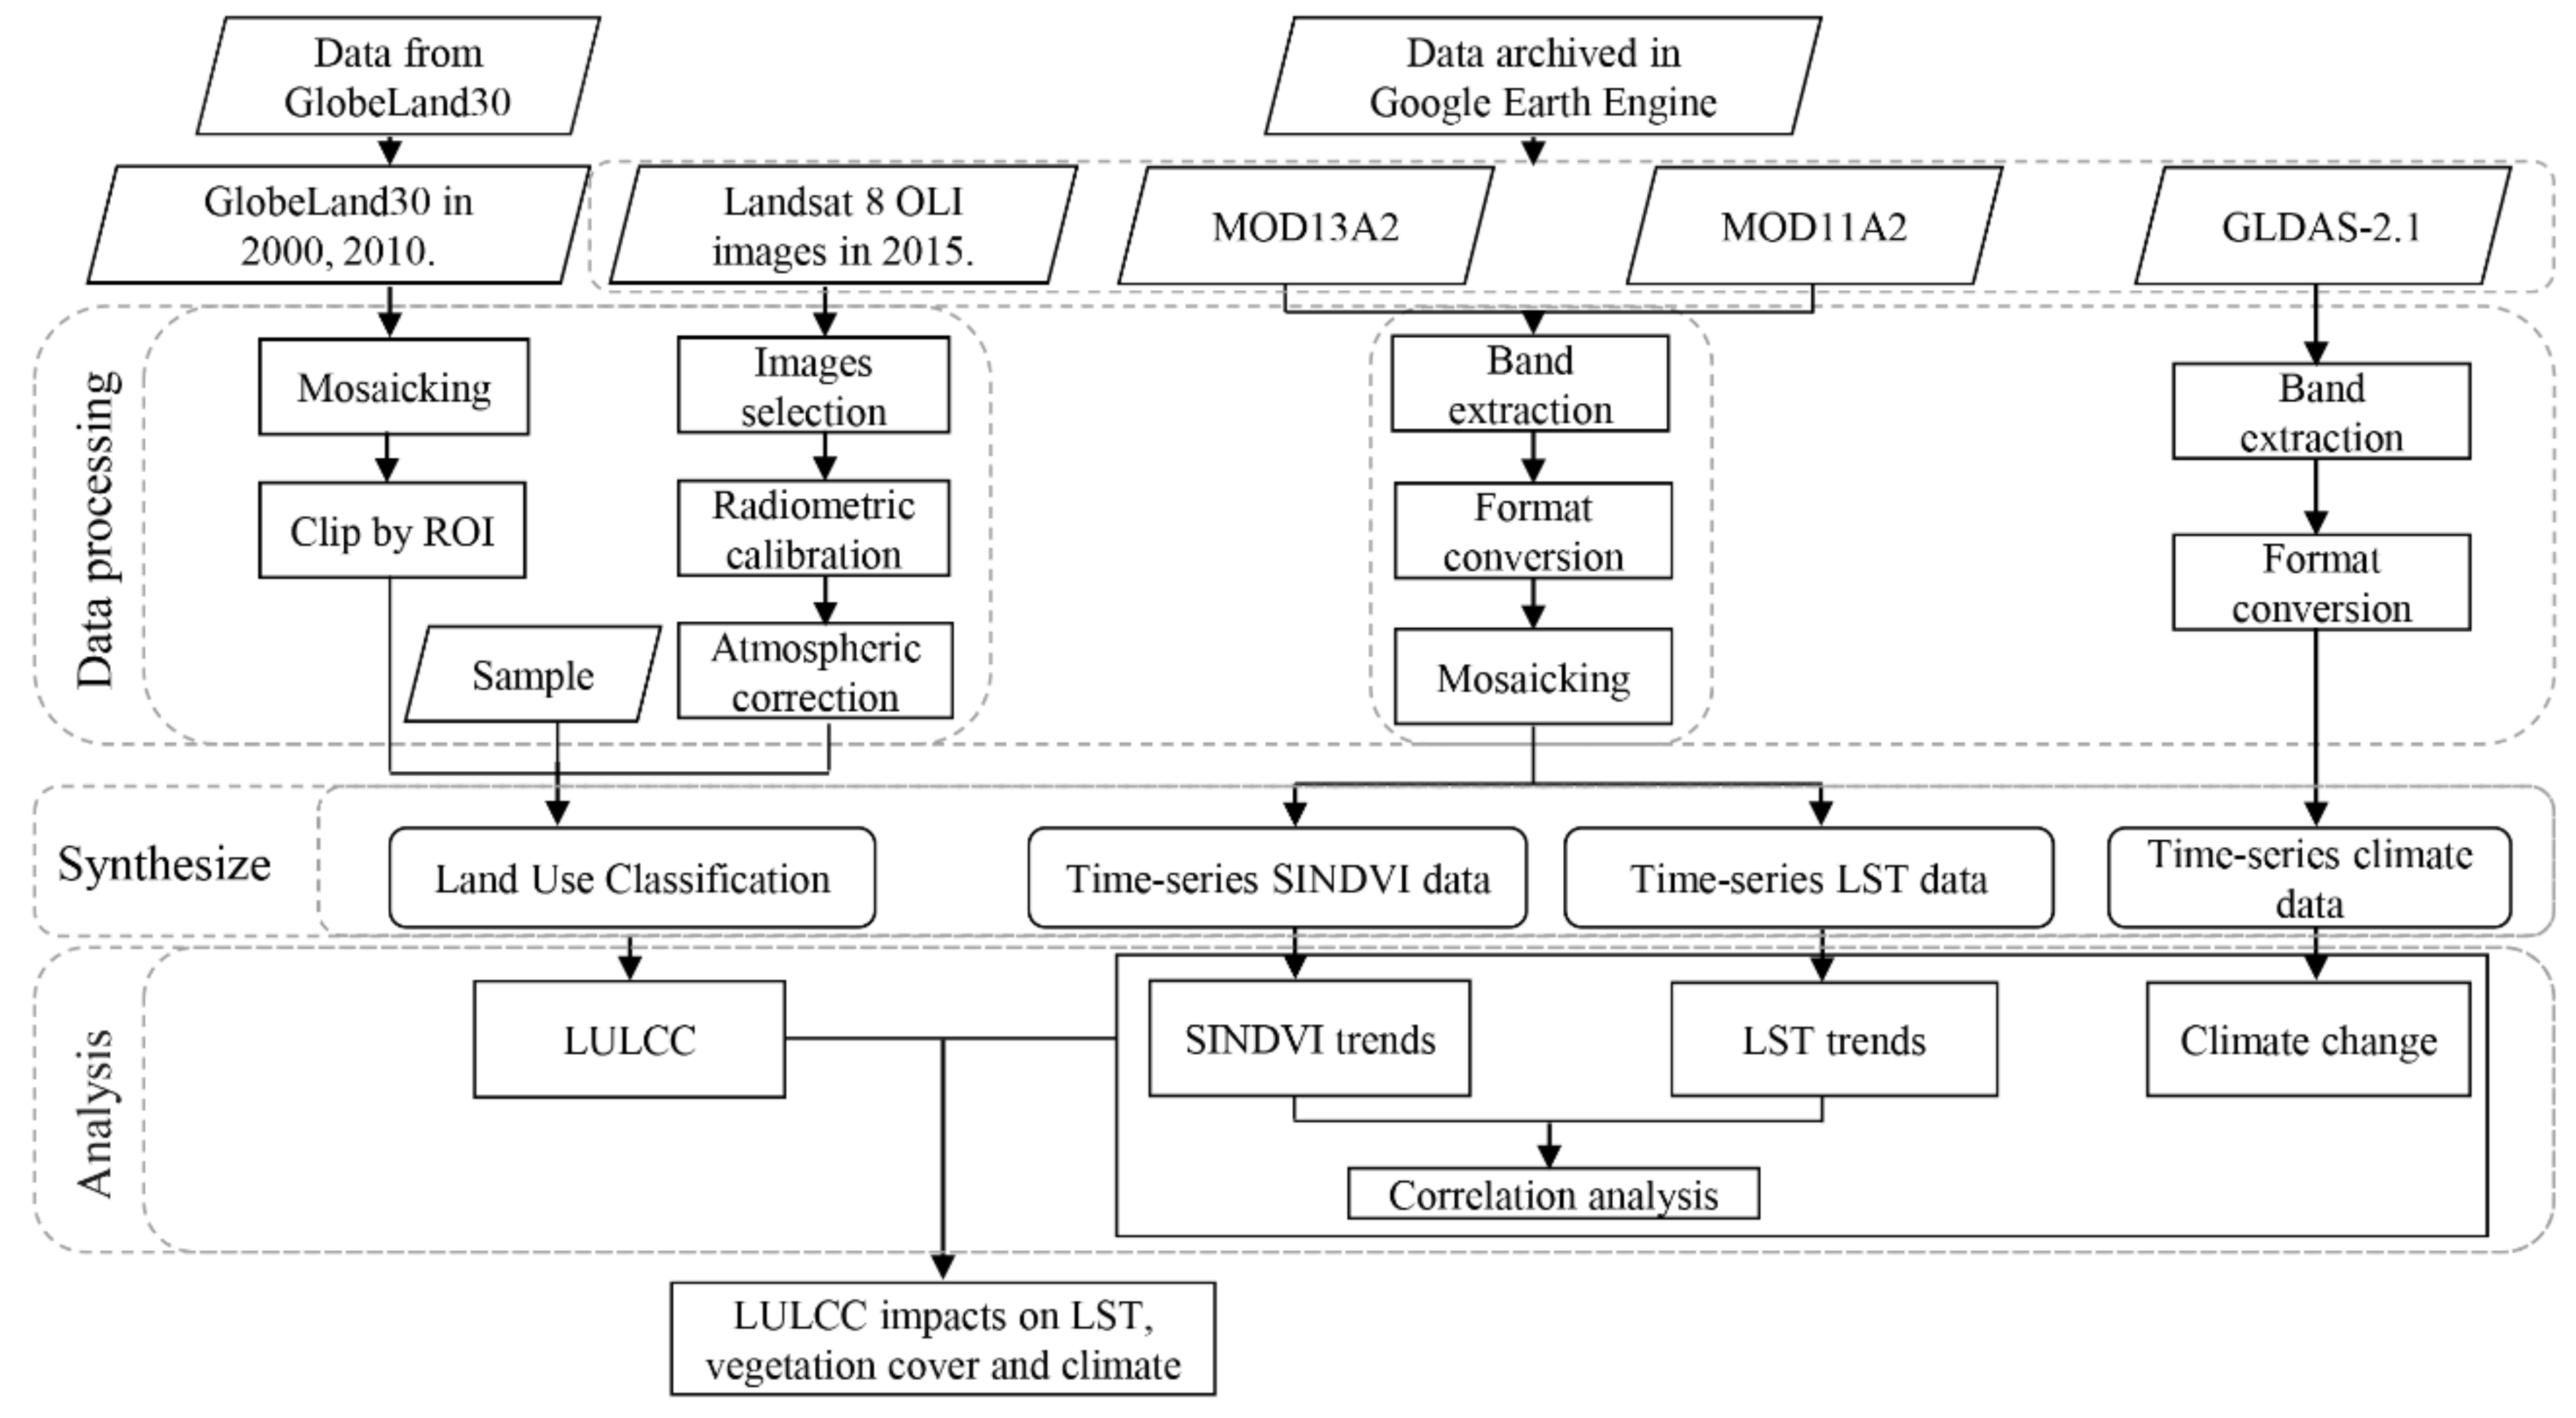 Data from
GlobeLand30
Data archived in
Google Earth Engine
GlobeLand30 in
2000, 2010.
Landsat 8 OLI
images in 2015.
MOD13A2
MOD11A2
GLDAS-2.1
Data processing
Mosaicking
Clip by ROI
Sample
Images
selection
Radiometric
calibration
Atmospheric
correction
Band
extraction
Format
conversion
Mosaicking
Band
extraction
Format
conversion
Synthesize
Land Use Classification
Time-series SINDVI data
Time-series LST data
Time-series climate
data
Analysis
LULCC
SINDVI trends
LST trends
Climate change
Correlation analysis
LULCC impacts on LST,
vegetation cover and climate